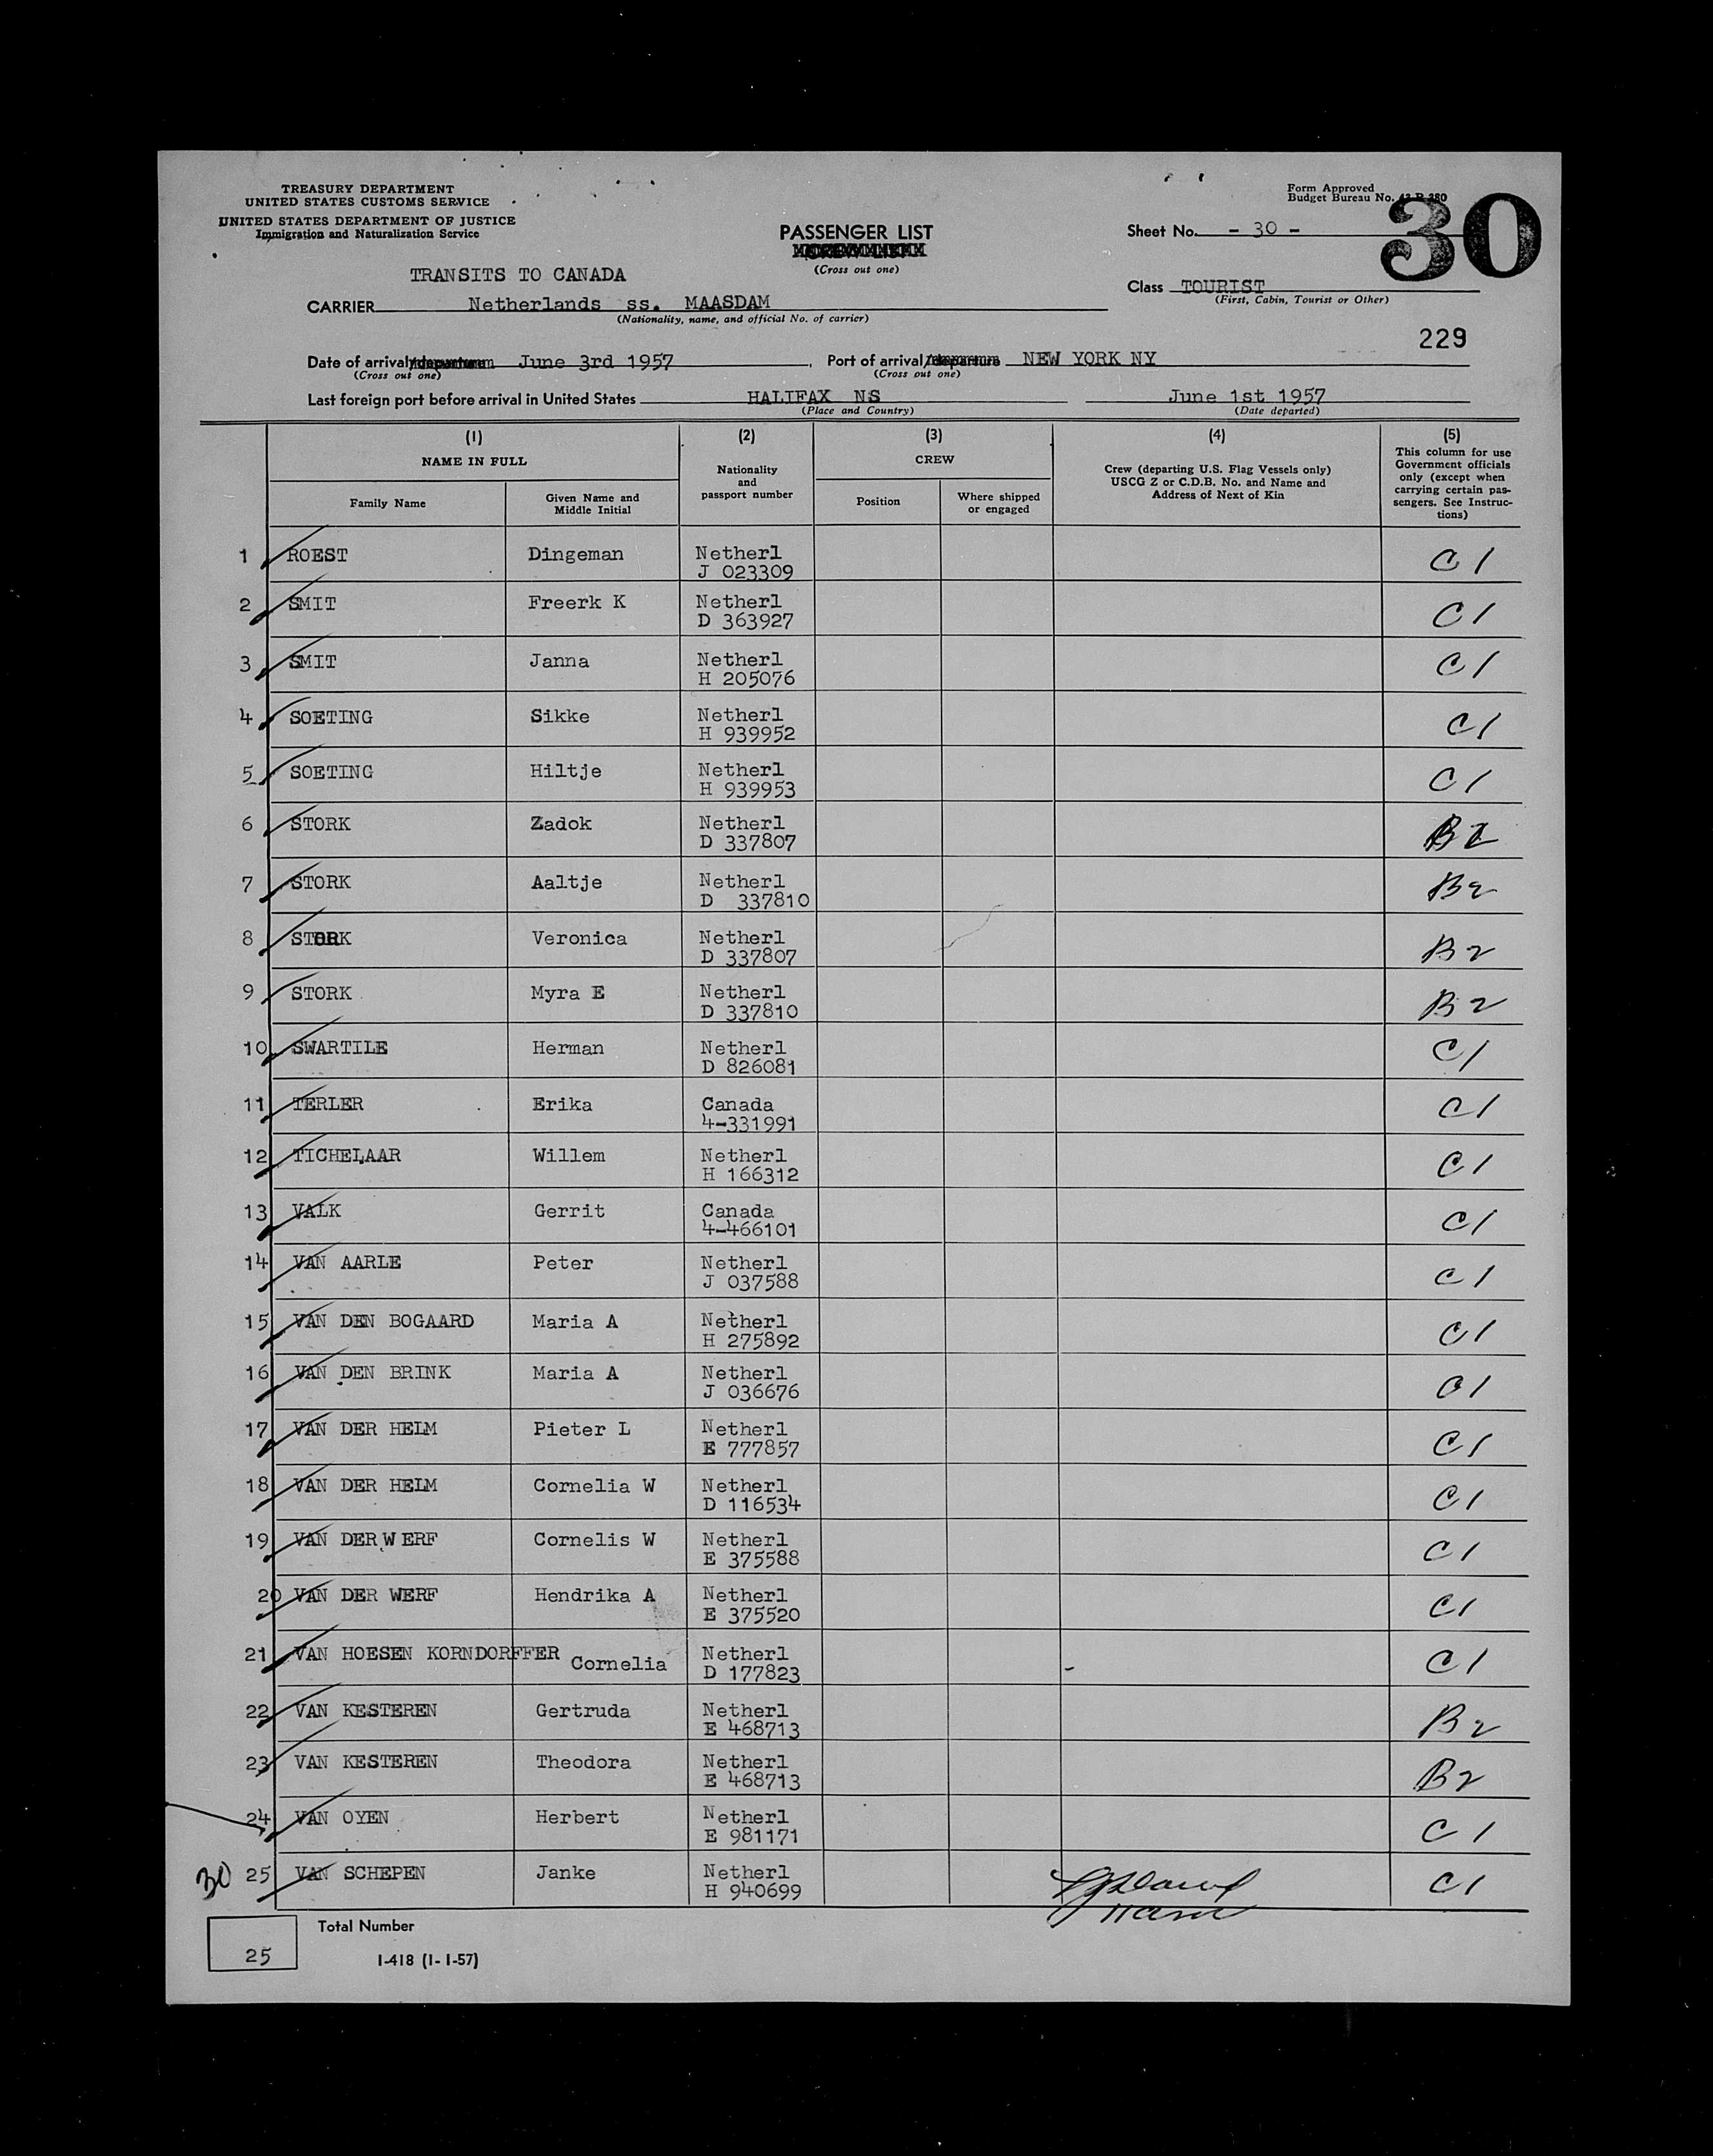 TREASURY DEPARTMENT
UNITED STATES CUSTOMS SERVICE
UNITED STATES DEPARTMENT OF JUSTICE
Immigration and Naturalization Service
Form Approved
Budget Bureau No.
30
PASSENGER LIST
(Cross out one)
Sheet No. - 30 -
TRANSITS TO CANADA
Class TOURIST
(First, Cabin, Tourist or Other)
CARRIER Netherlands ss. MAASDAM
(Nationality, name, and official No. of carrier)
229
Date of arrival/departure June 3rd 1957, Port of arrival/departure NEW YORK NY
(Cross out one) (Cross out one)
Last foreign port before arrival in United States HALIFAX NS June 1st 1957
(Place and Country) (Date departed)
(1) (2) (3) (4) (5)
NAME IN FULL
Family Name
Given Name and Middle Initial
Nationality and passport number
CREW
Position
Where shipped or engaged
Crew (departing U.S. Flag Vessels only)
USCG Z or C.D.B. No. and Name and
Address of Next of Kin
This column for use
Government officials
only (except when
carrying certain pas-
sengers. See Instruc-
tions)
1 ROEST Dingeman Netherl J 023309 C1
2 SMIT Freerk K Netherl D 363927 C1
3 SMIT Janna Netherl H 205076 C1
4 SOETING Sikke Netherl H 939952 C1
5 SOETING Hiltje Netherl H 939953 C1
6 STORK Zadok Netherl D 337807 B2
7 STORK Aaltje Netherl D 337810 B2
8 STORK Veronica Netherl D 337807 B2
9 STORK Myra E Netherl D 337810 B2
10 SWARTILE Herman Netherl D 826081 C1
11 TERLER Erika Canada 4-331991 C1
12 TICHELAAR Willem Netherl H 166312 C1
13 VALK Gerrit Canada 4-466101 C1
14 VAN AARLE Peter Netherl J 037588 C1
15 VAN DEN BOGAARD Maria A Netherl H 275892 C1
16 VAN DEN BRINK Maria A Netherl J 036676 C1
17 VAN DER HELM Pieter L Netherl E 777857 C1
18 VAN DER HELM Cornelia W Netherl D 116534 C1
19 VAN DER W ERF Cornelis W Netherl E 375588 C1
20 VAN DER WERF Hendrika A Netherl E 375520 C1
21 VAN HOESEN KORNDORFFER Cornelia Netherl D 177823 C1
22 VAN KESTEREN Gertruda Netherl E 468713 B2
23 VAN KESTEREN Theodora Netherl E 468713 B2
24 VAN OYEN Herbert Netherl E 981171 C1
30 25 VAN SCHEPEN Janke Netherl H 940699 C1
25 Total Number
I-418 (1-1-57)